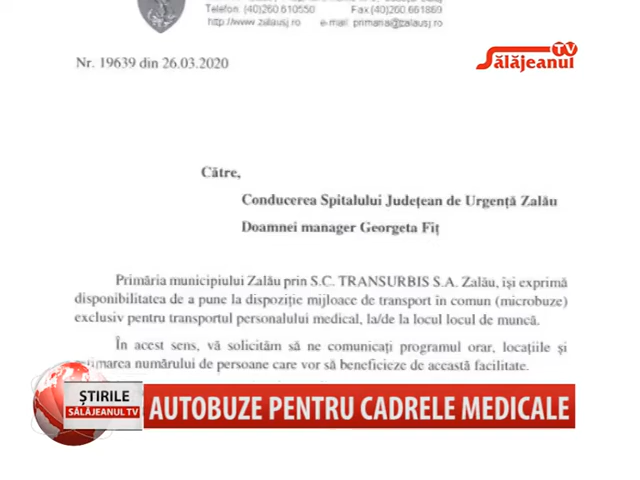 Telefon: (40)260.610550 Fax:(40)260.661869
http://www.zalausj.ro e-mail: primaria@zalausj.ro
Sălăjeanul TV
Nr. 19639 din 26.03.2020
Către,
Conducerea Spitalului Județean de Urgență Zalău
Doamnei manager Georgeta Fiț
Primăria municipiului Zalău prin S.C. TRANSURBIS S.A. Zalău, își exprimă
disponibilitatea de a pune la dispoziție mijloace de transport în comun (microbuze)
exclusiv pentru transportul personalului medical, la/de la locul locul de muncă.
În acest sens, vă solicităm să ne comunicați programul orar, locațiile și
estimarea numărului de persoane care vor să beneficieze de această facilitate.
ȘTIRILE
SĂLĂJEANUL TV
AUTOBUZE PENTRU CADRELE MEDICALE